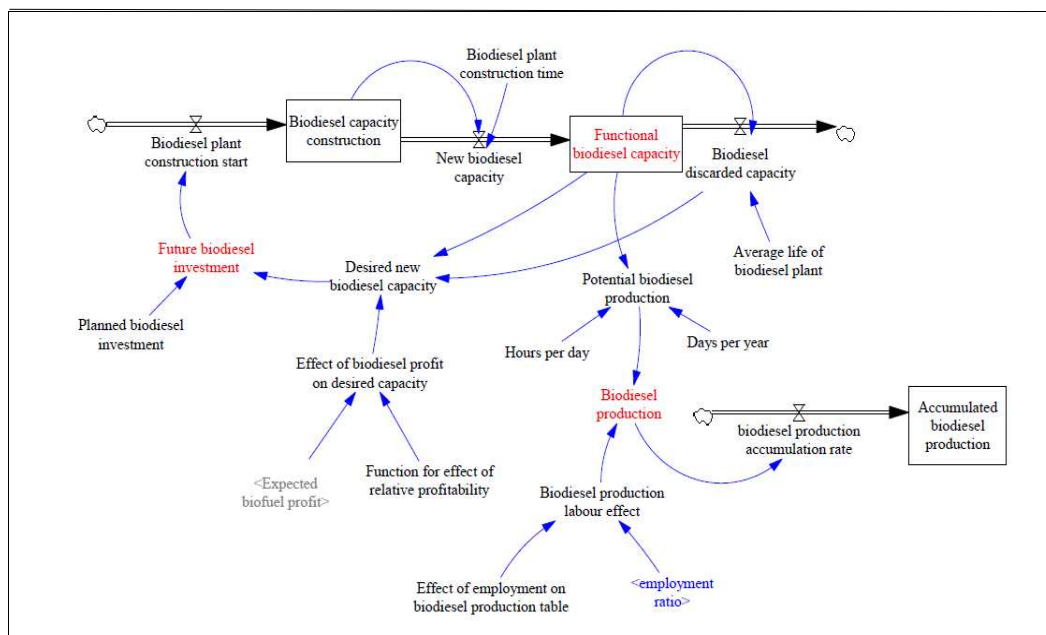 Biodiesel plant
construction time
Biodiesel capacity
construction
Functional
biodiesel capacity
Biodiesel plant
construction start
New biodiesel
capacity
Biodiesel
discarded capacity
Future biodiesel
investment
Desired new
biodiesel capacity
Average life of
biodiesel plant
Potential biodiesel
production
Planned biodiesel
investment
Hours per day
Days per year
Effect of biodiesel profit
on desired capacity
Biodiesel
production
biodiesel production
accumulation rate
Accumulated
biodiesel
production
<Expected
biofuel profit>
Function for effect of
relative profitability
Biodiesel production
labour effect
Effect of employment on
biodiesel production table
<employment
ratio>